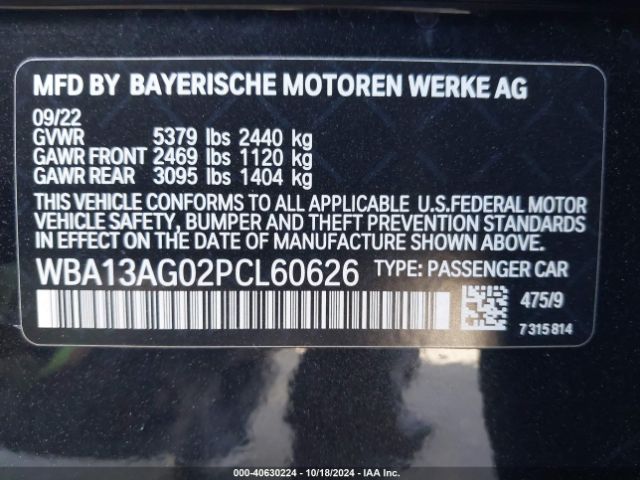 MFD BY BAYERISCHE MOTOREN WERKE AG
09/22
GVWR 5379 lbs 2440 kg
GAWR FRONT 2469 lbs 1120 kg
GAWR REAR 3095 lbs 1404 kg
THIS VEHICLE CONFORMS TO ALL APPLICABLE U.S.FEDERAL MOTOR
VEHICLE SAFETY, BUMPER AND THEFT PREVENTION STANDARDS
IN EFFECT ON THE DATE OF MANUFACTURE SHOWN ABOVE.
WBA13AG02PCL60626 TYPE: PASSENGER CAR
475/9
7315814
000-40630224 - 10/18/2024 - IAA Inc.